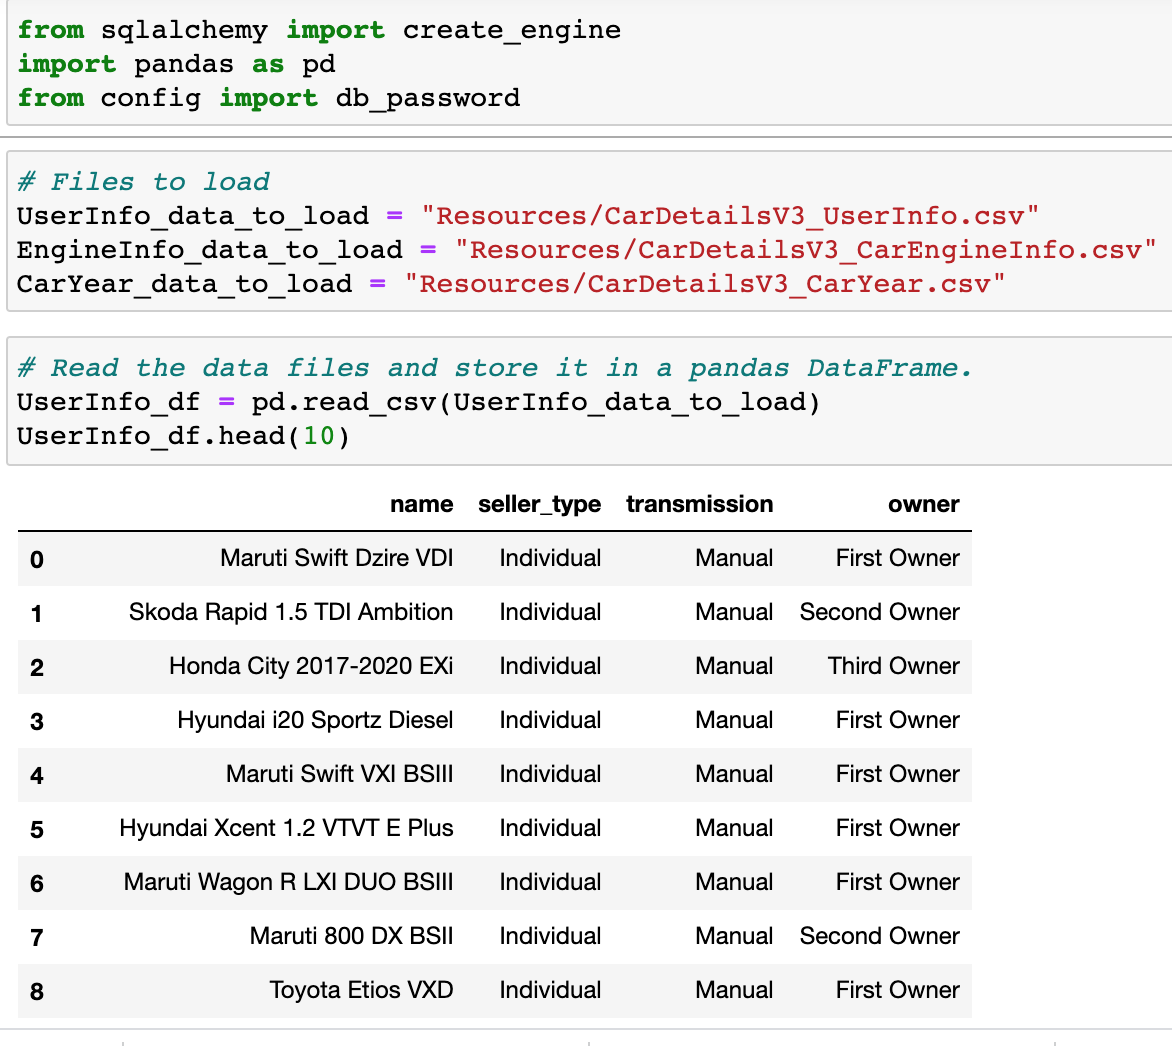 from sqlalchemy import create_engine
import pandas as pd
from config import db_password
# Files to load
UserInfo_data_to_load = "Resources/CarDetailsV3_UserInfo.csv"
EngineInfo_data_to_load = "Resources/CarDetailsV3_CarEngineInfo.csv"
CarYear_data_to_load = "Resources/CarDetailsV3_CarYear.csv"
# Read the data files and store it in a pandas DataFrame.
UserInfo_df = pd.read_csv(UserInfo_data_to_load)
UserInfo_df.head(10)
name seller_type transmission owner
0 Maruti Swift Dzire VDI Individual Manual First Owner
1 Skoda Rapid 1.5 TDI Ambition Individual Manual Second Owner
2 Honda City 2017-2020 EXi Individual Manual Third Owner
3 Hyundai i20 Sportz Diesel Individual Manual First Owner
4 Maruti Swift VXI BSIII Individual Manual First Owner
5 Hyundai Xcent 1.2 VTVT E Plus Individual Manual First Owner
6 Maruti Wagon R LXI DUO BSIII Individual Manual First Owner
7 Maruti 800 DX BSII Individual Manual Second Owner
8 Toyota Etios VXD Individual Manual First Owner